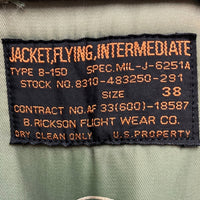 JACKET,FLYING,INTERMEDIATE
TYPE B-15D SPEC.MIL-J-6251A
STOCK NO.8310-483250-291
SIZE 38
CONTRACT NO.AF 33(600)-18587
B.RICKSON FLIGHT WEAR CO.
DRY CLEAN ONLY U.S.PROPERTY